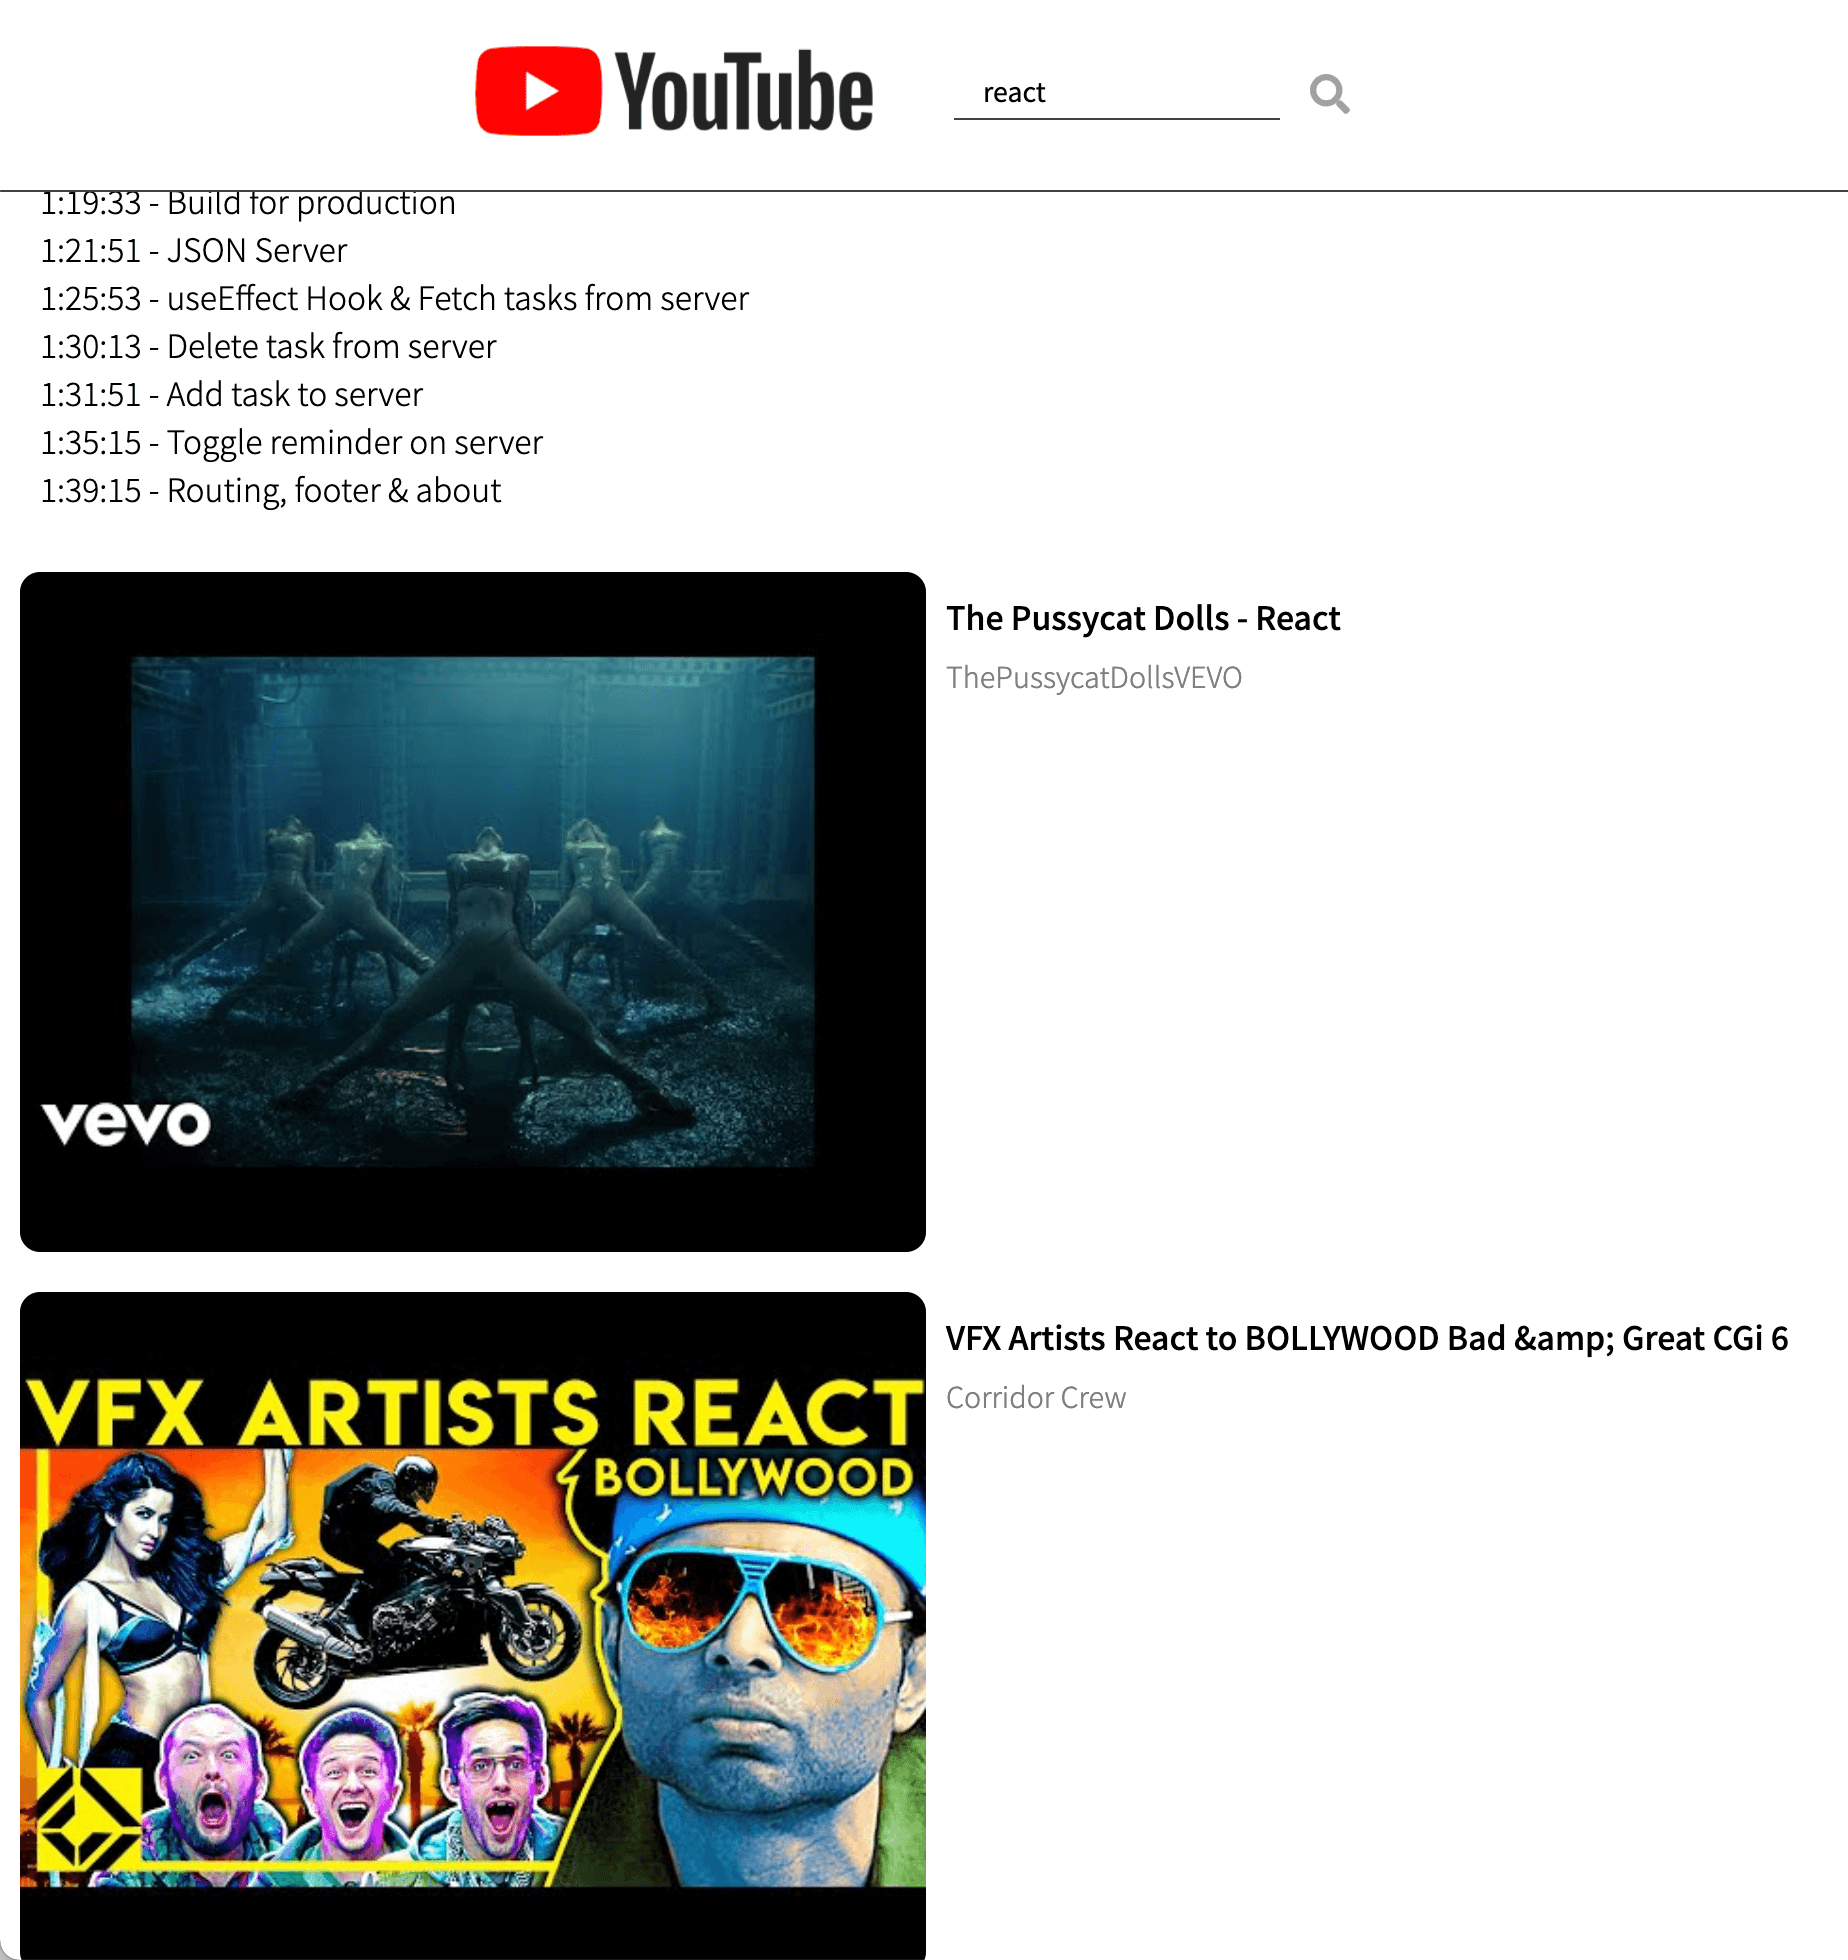 YouTube
react
1:19:33 - Build for production
1:21:51 - JSON Server
1:25:53 - useEffect Hook & Fetch tasks from server
1:30:13 - Delete task from server
1:31:51 - Add task to server
1:35:15 - Toggle reminder on server
1:39:15 - Routing, footer & about
The Pussycat Dolls - React
ThePussycatDollsVEVO
vevo
VFX Artists React to BOLLYWOOD Bad &amp; Great CGi 6
Corridor Crew
VFX ARTISTS REACT
BOLLYWOOD